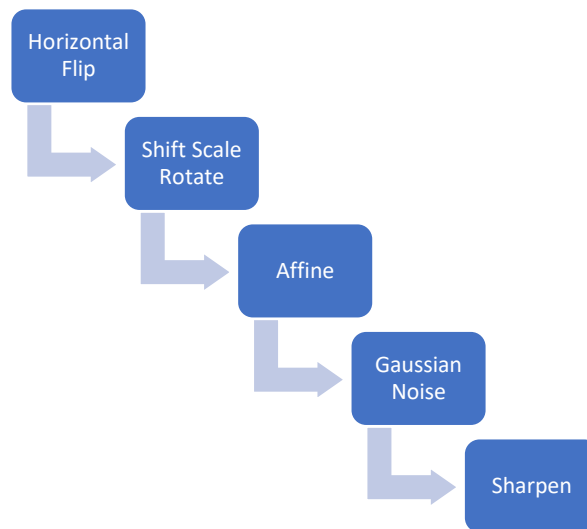 Horizontal
Flip
Shift Scale
Rotate
Affine
Gaussian
Noise
Sharpen